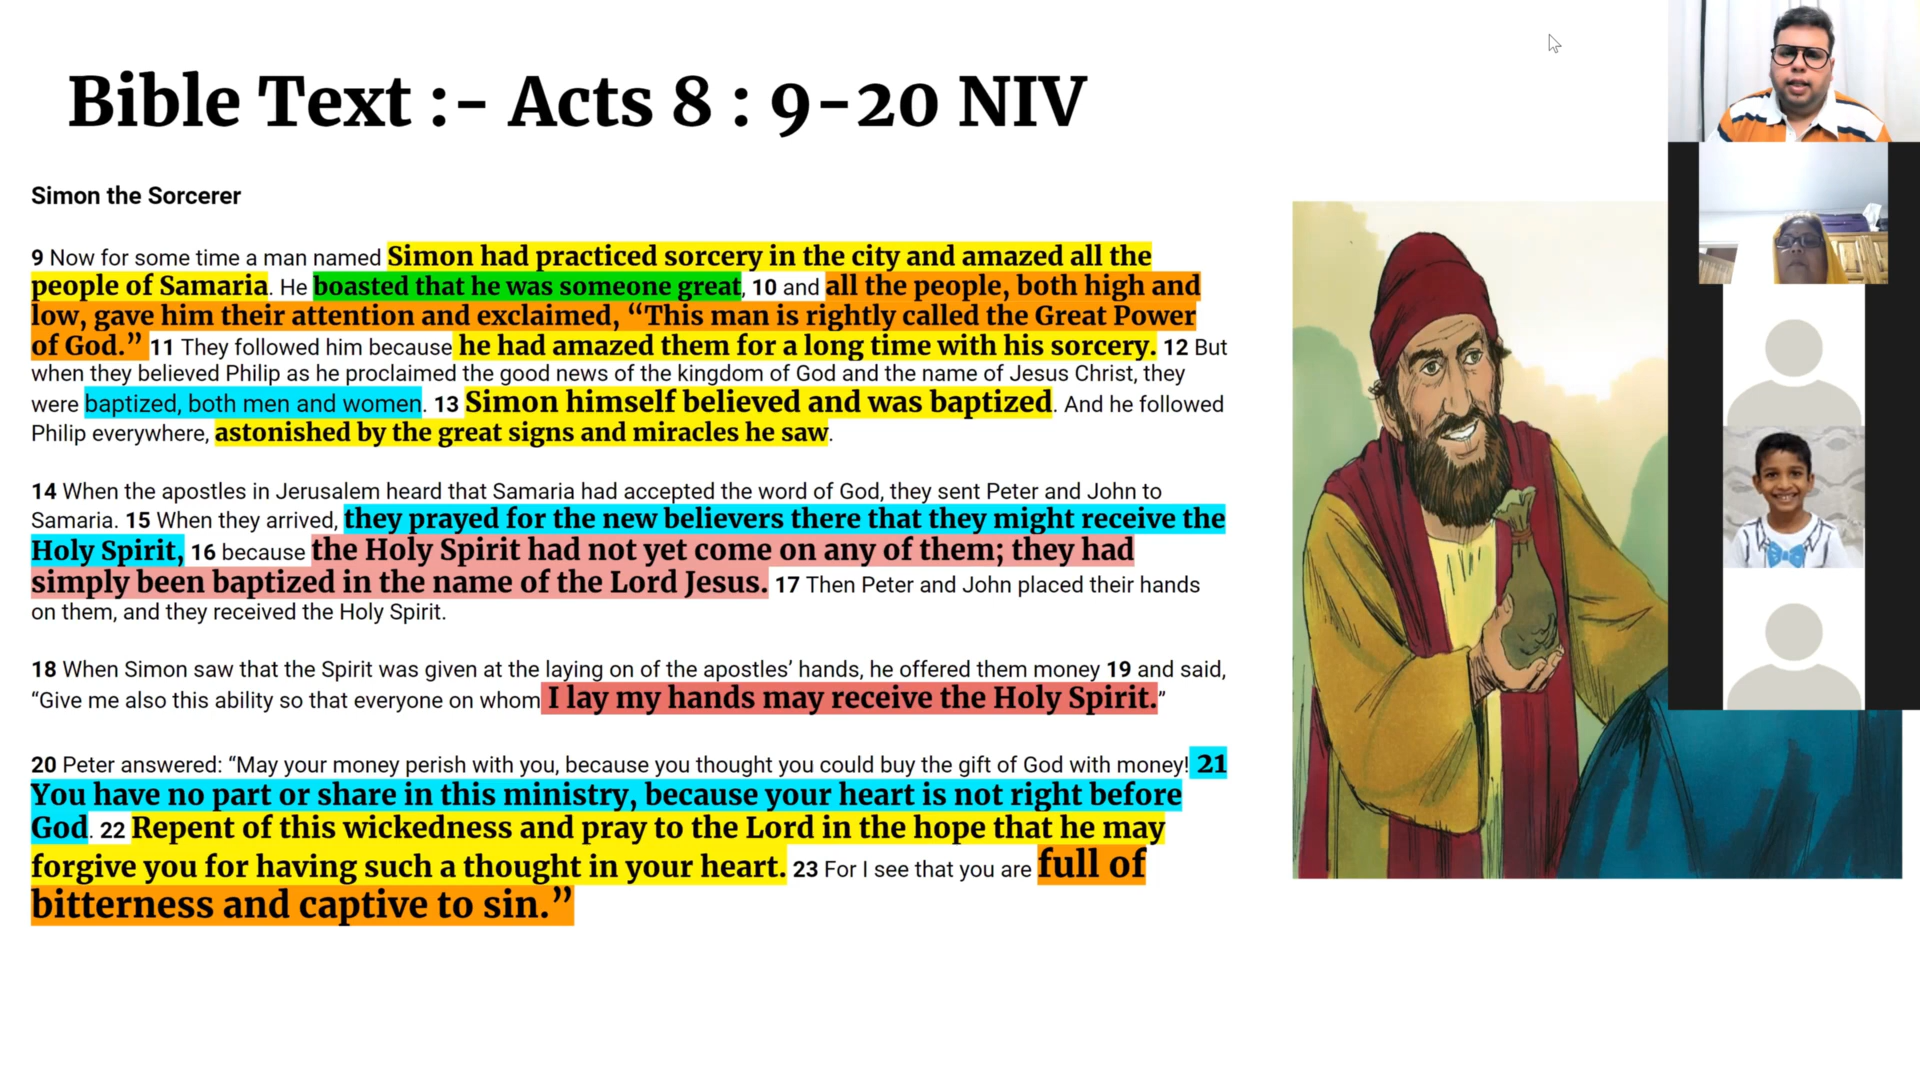 Bible Text :- Acts 8 : 9-20 NIV
Simon the Sorcerer
9 Now for some time a man named Simon had practiced sorcery in the city and amazed all the
people of Samaria. He boasted that he was someone great, 10 and all the people, both high and
low, gave him their attention and exclaimed, “This man is rightly called the Great Power
of God.” 11 They followed him because he had amazed them for a long time with his sorcery. 12 But
when they believed Philip as he proclaimed the good news of the kingdom of God and the name of Jesus Christ, they
were baptized, both men and women. 13 Simon himself believed and was baptized. And he followed
Philip everywhere, astonished by the great signs and miracles he saw.
14 When the apostles in Jerusalem heard that Samaria had accepted the word of God, they sent Peter and John to
Samaria. 15 When they arrived, they prayed for the new believers there that they might receive the
Holy Spirit, 16 because the Holy Spirit had not yet come on any of them; they had
simply been baptized in the name of the Lord Jesus. 17 Then Peter and John placed their hands
on them, and they received the Holy Spirit.
18 When Simon saw that the Spirit was given at the laying on of the apostles’ hands, he offered them money 19 and said,
“Give me also this ability so that everyone on whom I lay my hands may receive the Holy Spirit.”
20 Peter answered: “May your money perish with you, because you thought you could buy the gift of God with money! 21
You have no part or share in this ministry, because your heart is not right before
God. 22 Repent of this wickedness and pray to the Lord in the hope that he may
forgive you for having such a thought in your heart. 23 For I see that you are full of
bitterness and captive to sin.”